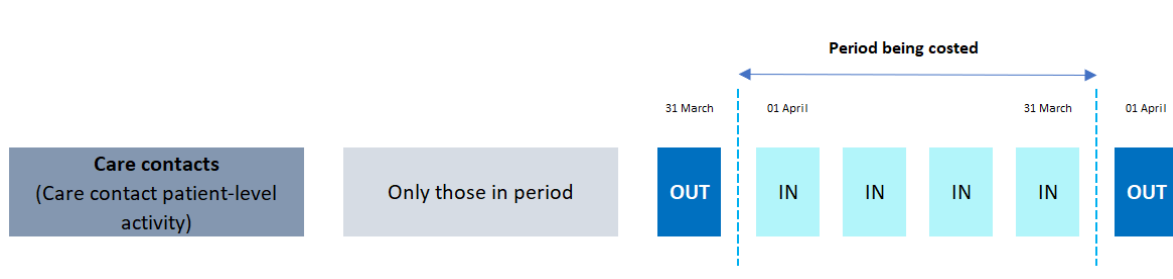 Period being costed
31 March
01 April
31 March
01 April
Care contacts
(Care contact patient-level
activity)
Only those in period
OUT
IN
IN
IN
IN
OUT